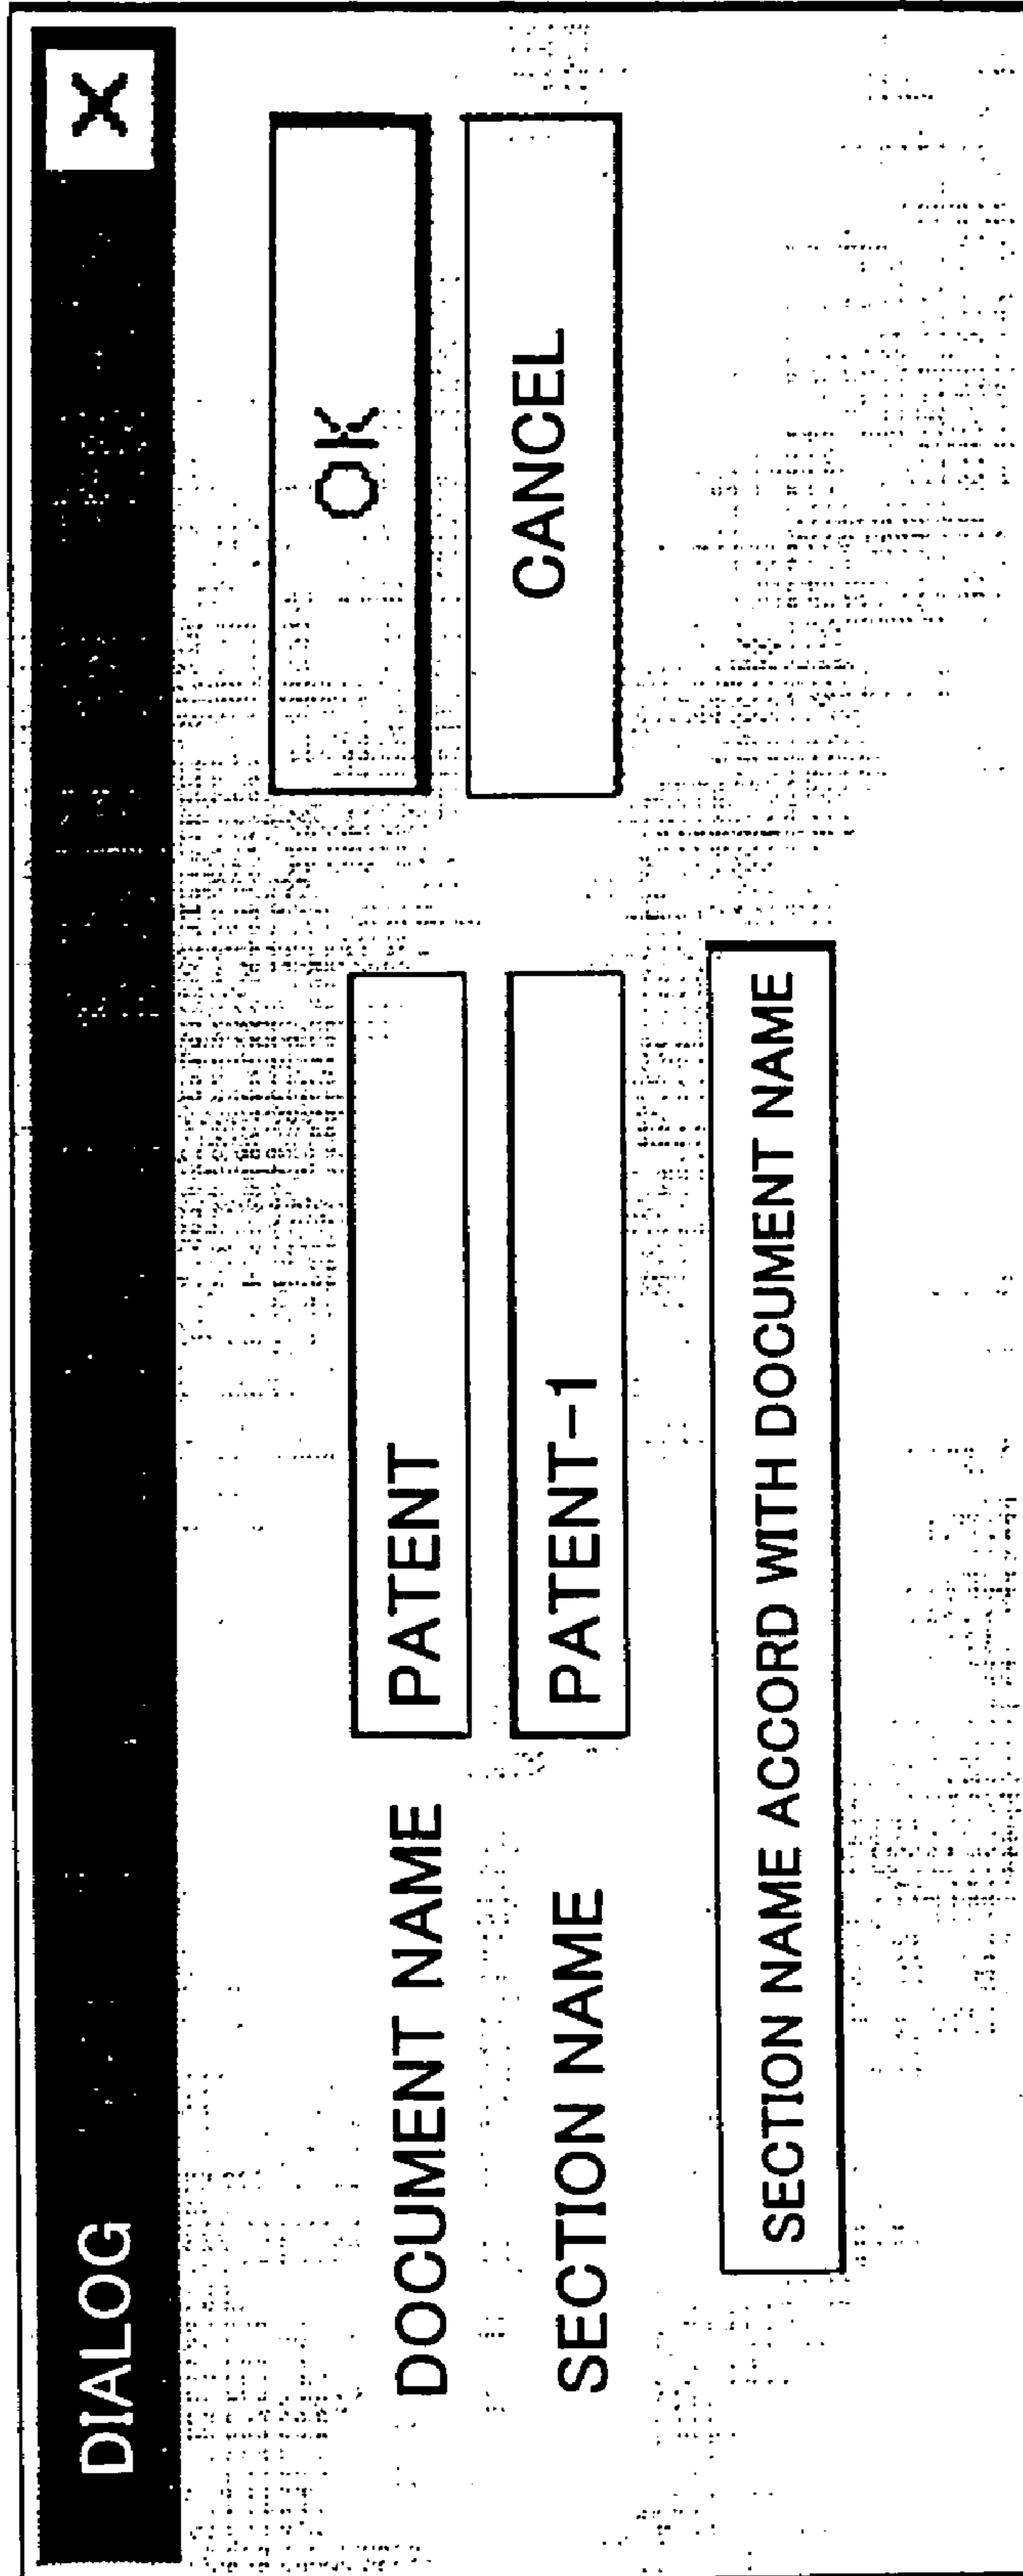 DIALOG X
OK
DOCUMENT NAME PATENT
CANCEL
SECTION NAME PATENT-1
SECTION NAME ACCORD WITH DOCUMENT NAME